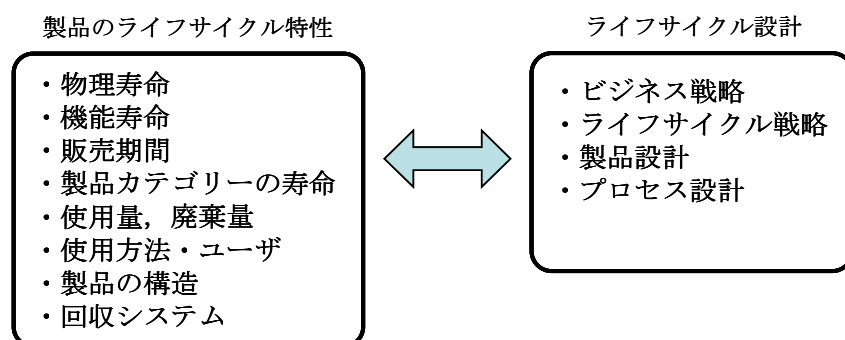 製品のライフサイクル特性
・物理寿命
・機能寿命
・販売期間
・製品カテゴリーの寿命
・使用量，廃棄量
・使用方法・ユーザ
・製品の構造
・回収システム
ライフサイクル設計
・ビジネス戦略
・ライフサイクル戦略
・製品設計
・プロセス設計